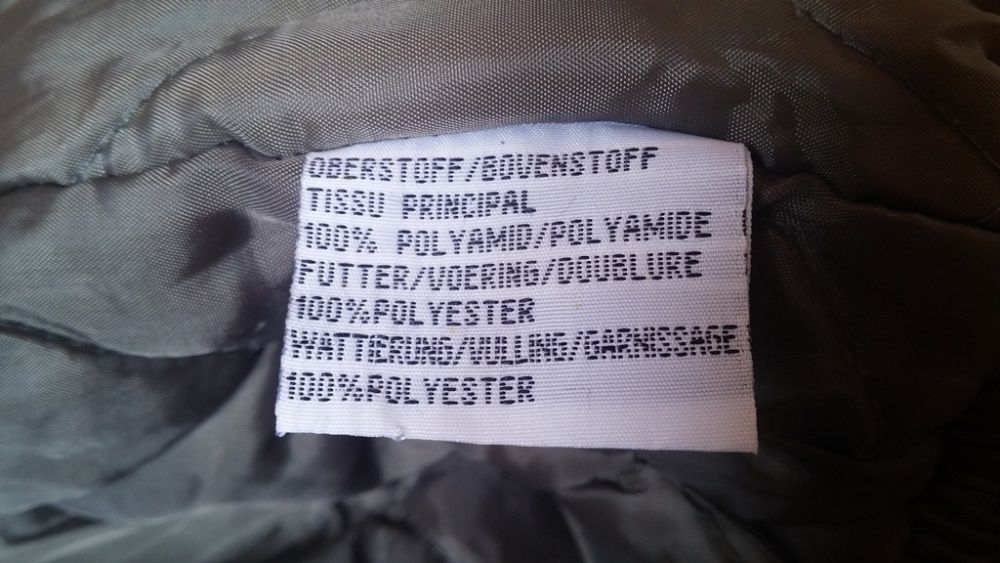 OBERSTOFF/BOVENSTOFF
TISSU PRINCIPAL
100% POLYAMID/POLYAMIDE
FUTTER/VOERING/DOUBLURE
100%POLYESTER
WATTIERUNG/VULLING/GARNISSAGE
100%POLYESTER